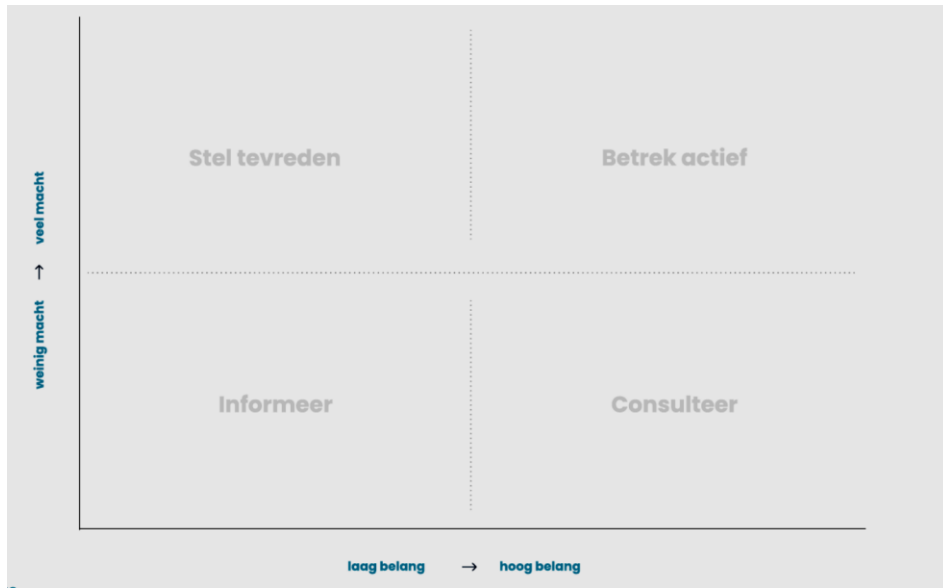 Stel tevreden
Betrek actief
veel macht
→
weinig macht
Informeer
Consulteer
laag belang → hoog belang